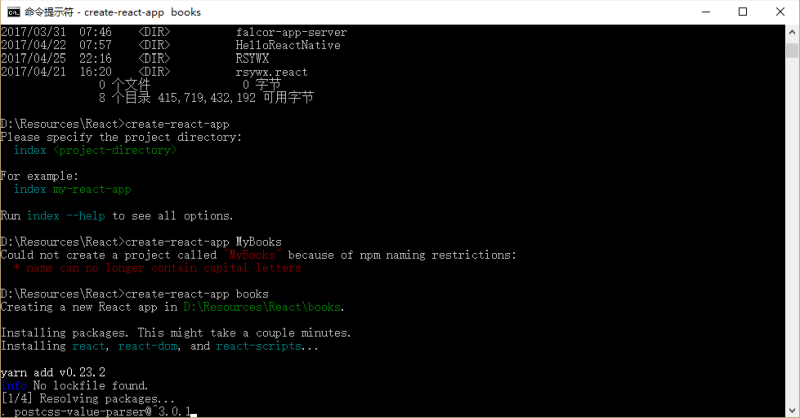 命令提示符 - create-react-app  books
2017/03/31  07:46    <DIR>          falcor-app-server
2017/04/22  07:57    <DIR>          HelloReactNative
2017/04/25  22:16    <DIR>          RSYWX
2017/04/21  16:20    <DIR>          rsywx.react
0 个文件              0 字节
8 个目录 415,719,432,192 可用字节
D:\Resources\React>create-react-app
Please specify the project directory:
index <project-directory>
For example:
index my-react-app
Run index --help to see all options.
D:\Resources\React>create-react-app MyBooks
Could not create a project called "MyBooks" because of npm naming restrictions:
* name can no longer contain capital letters
D:\Resources\React>create-react-app books
Creating a new React app in D:\Resources\React\books.
Installing packages. This might take a couple minutes.
Installing react, react-dom, and react-scripts...
yarn add v0.23.2
info No lockfile found.
[1/4] Resolving packages...
. postcss-value-parser@^3.0.1